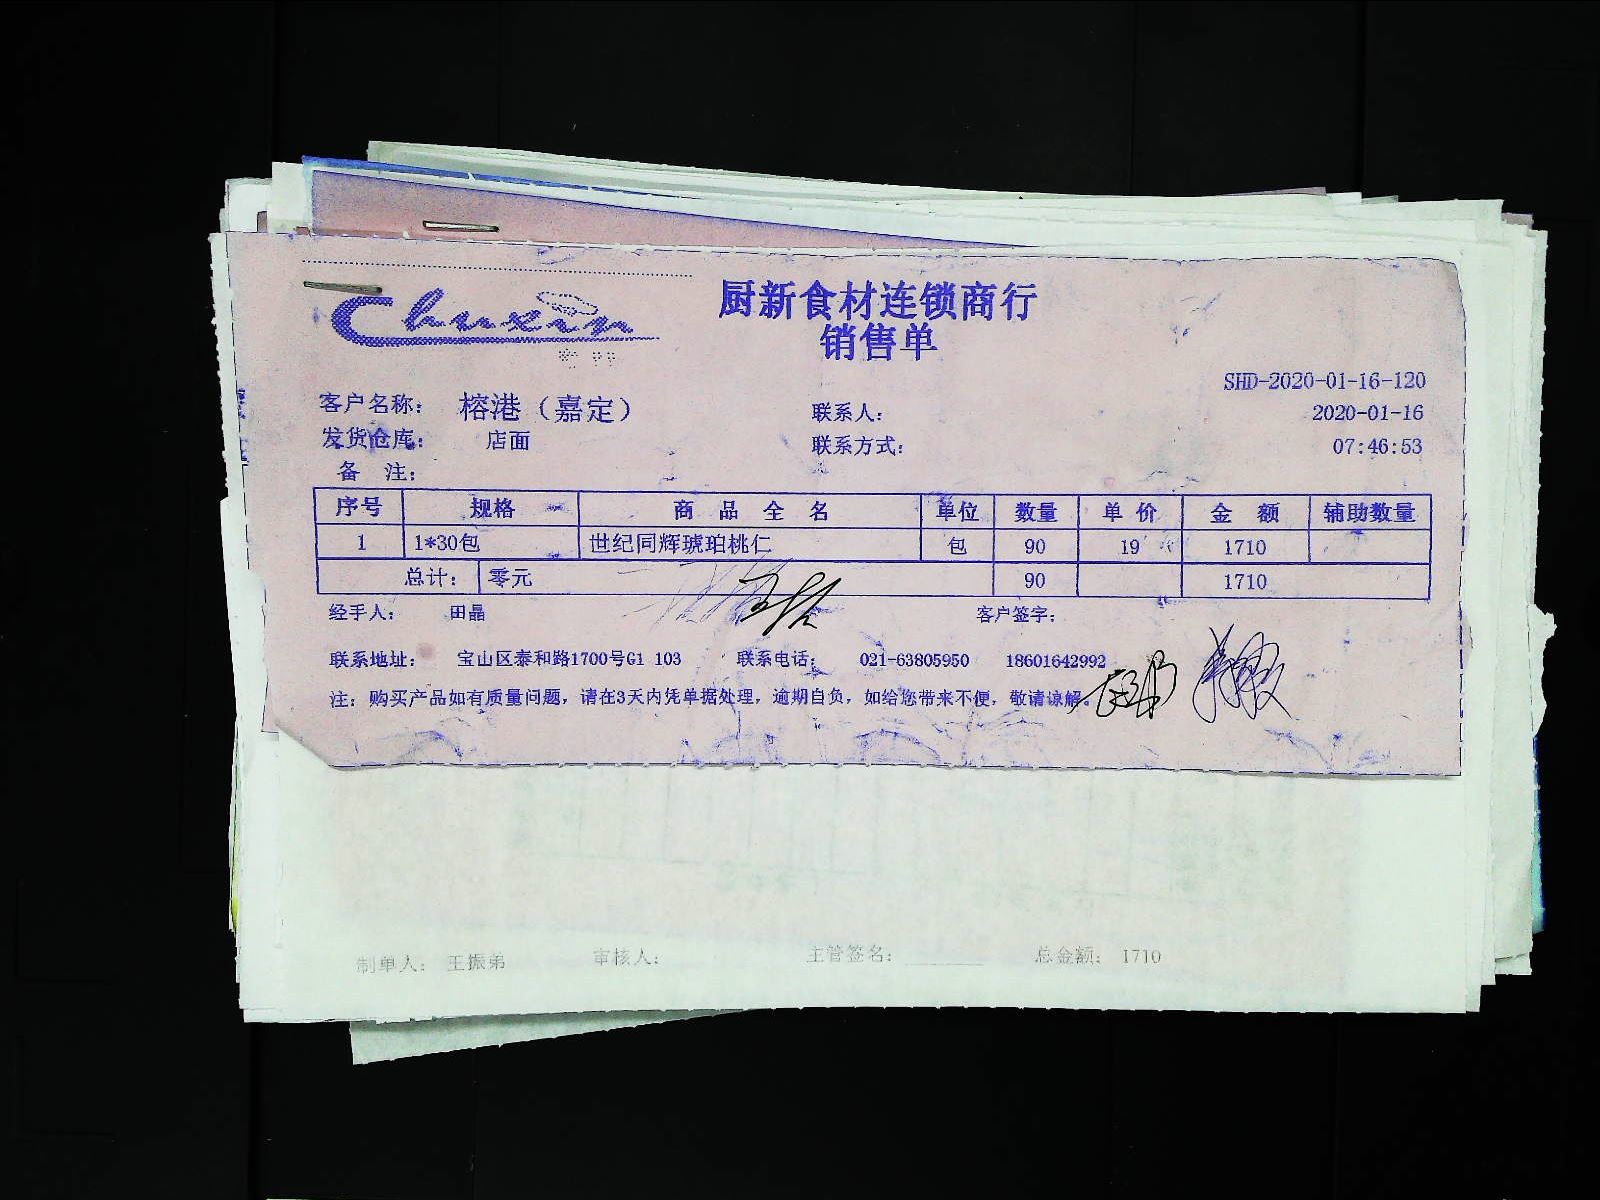 Chuxin
厨新食材连锁商行
销售单
SHD-2020-01-16-120
客户名称: 榕港（嘉定） 联系人: 2020-01-16
发货仓库: 店面 联系方式: 07:46:53
备 注:
序号 规格 商品全名 单位 数量 单价 金额 辅助数量
1 1*30包 世纪同辉琥珀桃仁 包 90 19 1710
总计: 零元 90 1710
经手人: 田晶 客户签字:
联系地址: 宝山区泰和路1700号G1 103 联系电话: 021-63805950 18601642992
注: 购买产品如有质量问题, 请在3天内凭单据处理, 逾期自负, 如给您带来不便, 敬请谅解。
制单人: 王振弟 审核人: 主管签名: 总金额: 1710